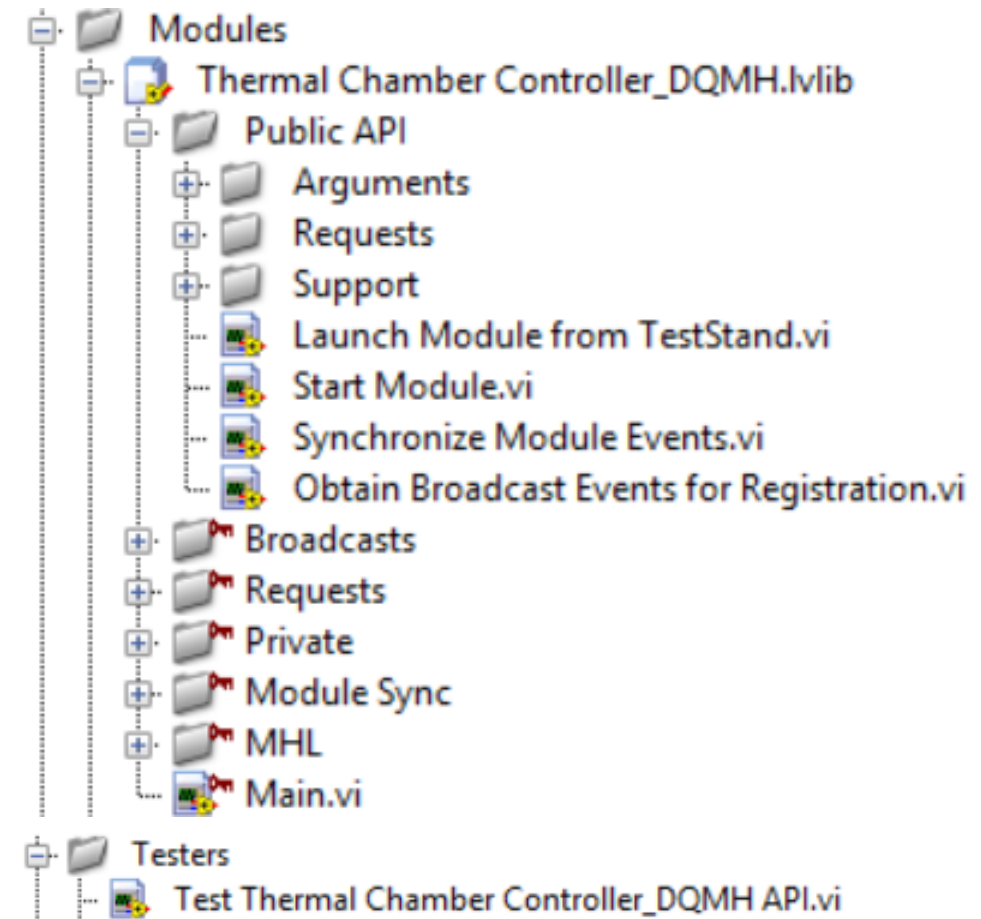 Modules
Thermal Chamber Controller_DQMH.lvlib
Public API
Arguments
Requests
Support
Launch Module from TestStand.vi
Start Module.vi
Synchronize Module Events.vi
Obtain Broadcast Events for Registration.vi
Broadcasts
Requests
Private
Module Sync
MHL
Main.vi
Testers
Test Thermal Chamber Controller_DQMH API.vi